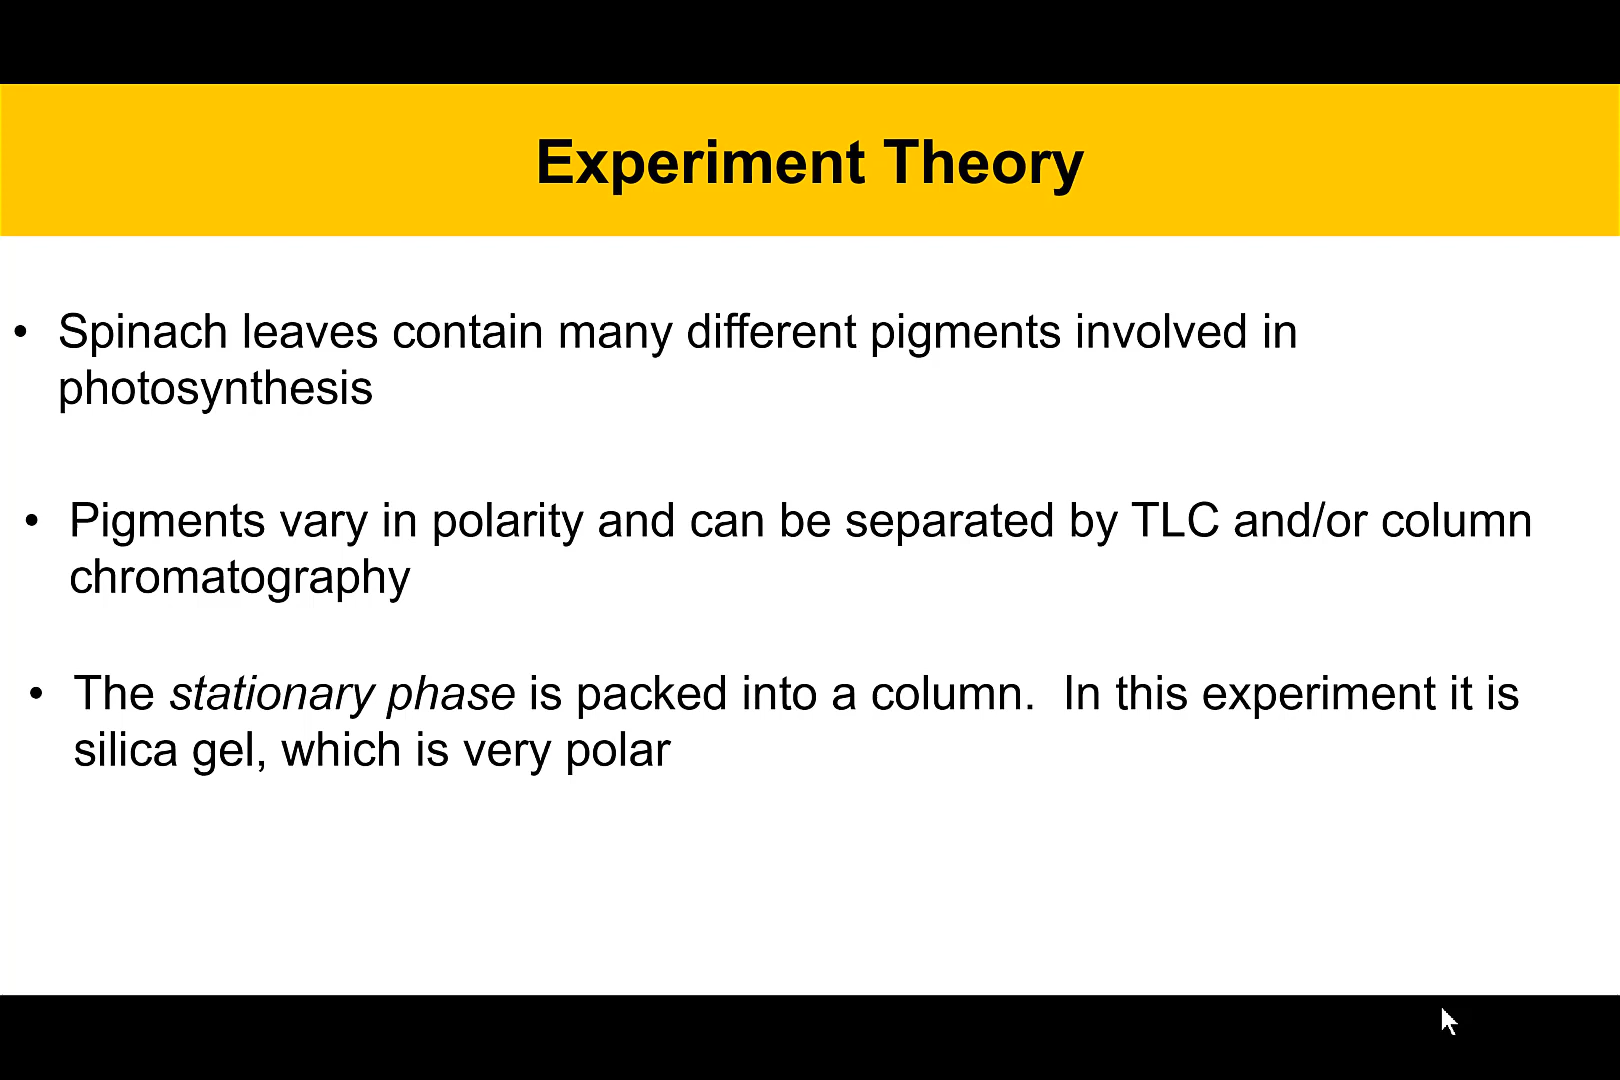 Experiment Theory
• Spinach leaves contain many different pigments involved in
photosynthesis
• Pigments vary in polarity and can be separated by TLC and/or column
chromatography
• The stationary phase is packed into a column.  In this experiment it is
silica gel, which is very polar